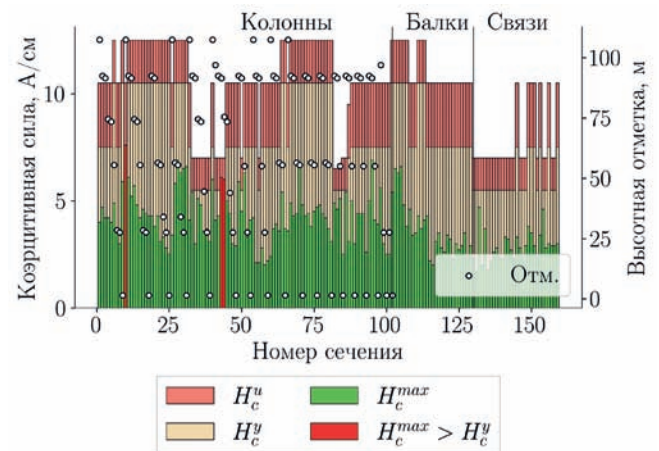 Колонны Балки Связи
Коэрцитивная сила, А/см
10
5
0
100
75
50
25
0
Высотная отметка, м
Отм.
0 25 50 75 100 125 150
Номер сечения
H_c^u H_c^{max}
H_c^y H_c^{max} > H_c^y